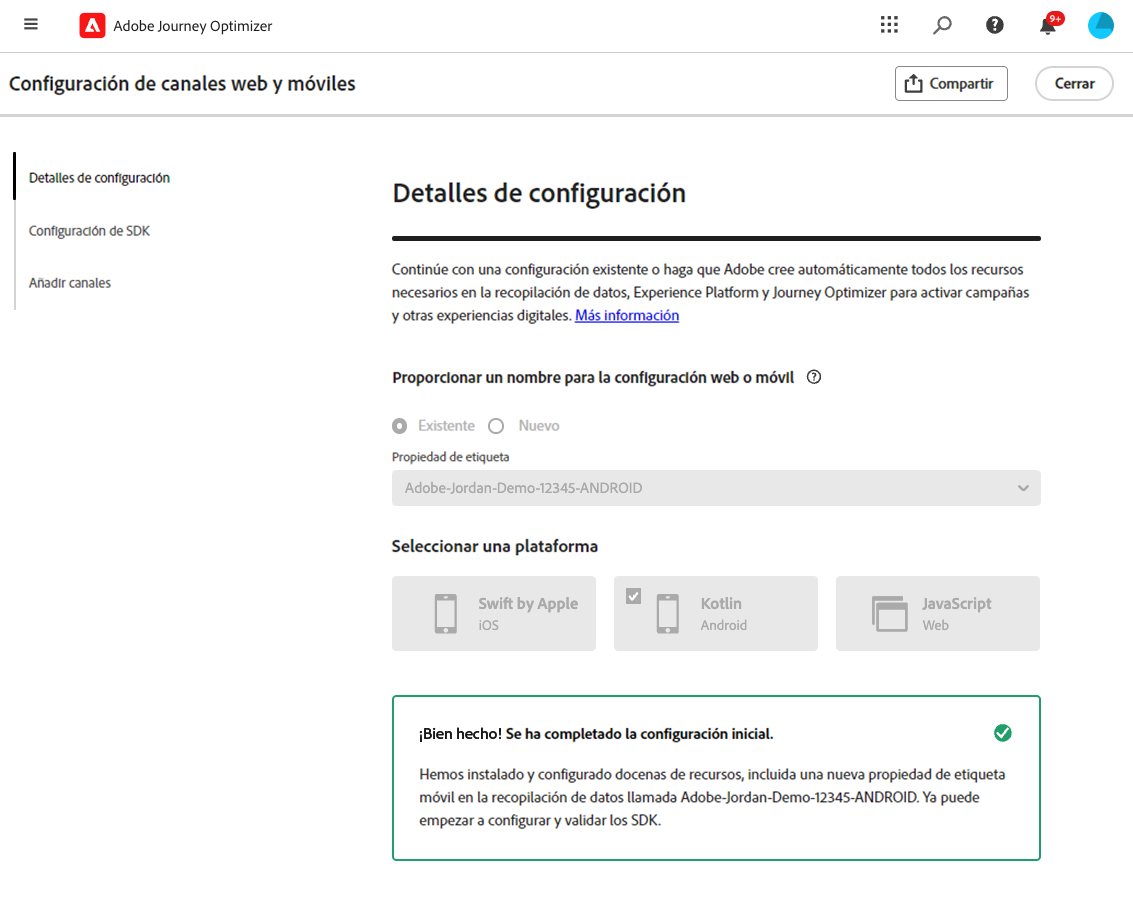 Adobe Journey Optimizer
9+
Configuración de canales web y móviles
Compartir
Cerrar
Detalles de configuración
Configuración de SDK
Añadir canales
Detalles de configuración
Continúe con una configuración existente o haga que Adobe cree automáticamente todos los recursos
necesarios en la recopilación de datos, Experience Platform y Journey Optimizer para activar campañas
y otras experiencias digitales. Más información
Proporcionar un nombre para la configuración web o móvil
Existente
Nuevo
Propiedad de etiqueta
Adobe-Jordan-Demo-12345-ANDROID
Seleccionar una plataforma
Swift by Apple
iOS
Kotlin
Android
JavaScript
Web
¡Bien hecho! Se ha completado la configuración inicial.
Hemos instalado y configurado docenas de recursos, incluida una nueva propiedad de etiqueta
móvil en la recopilación de datos llamada Adobe-Jordan-Demo-12345-ANDROID. Ya puede
empezar a configurar y validar los SDK.